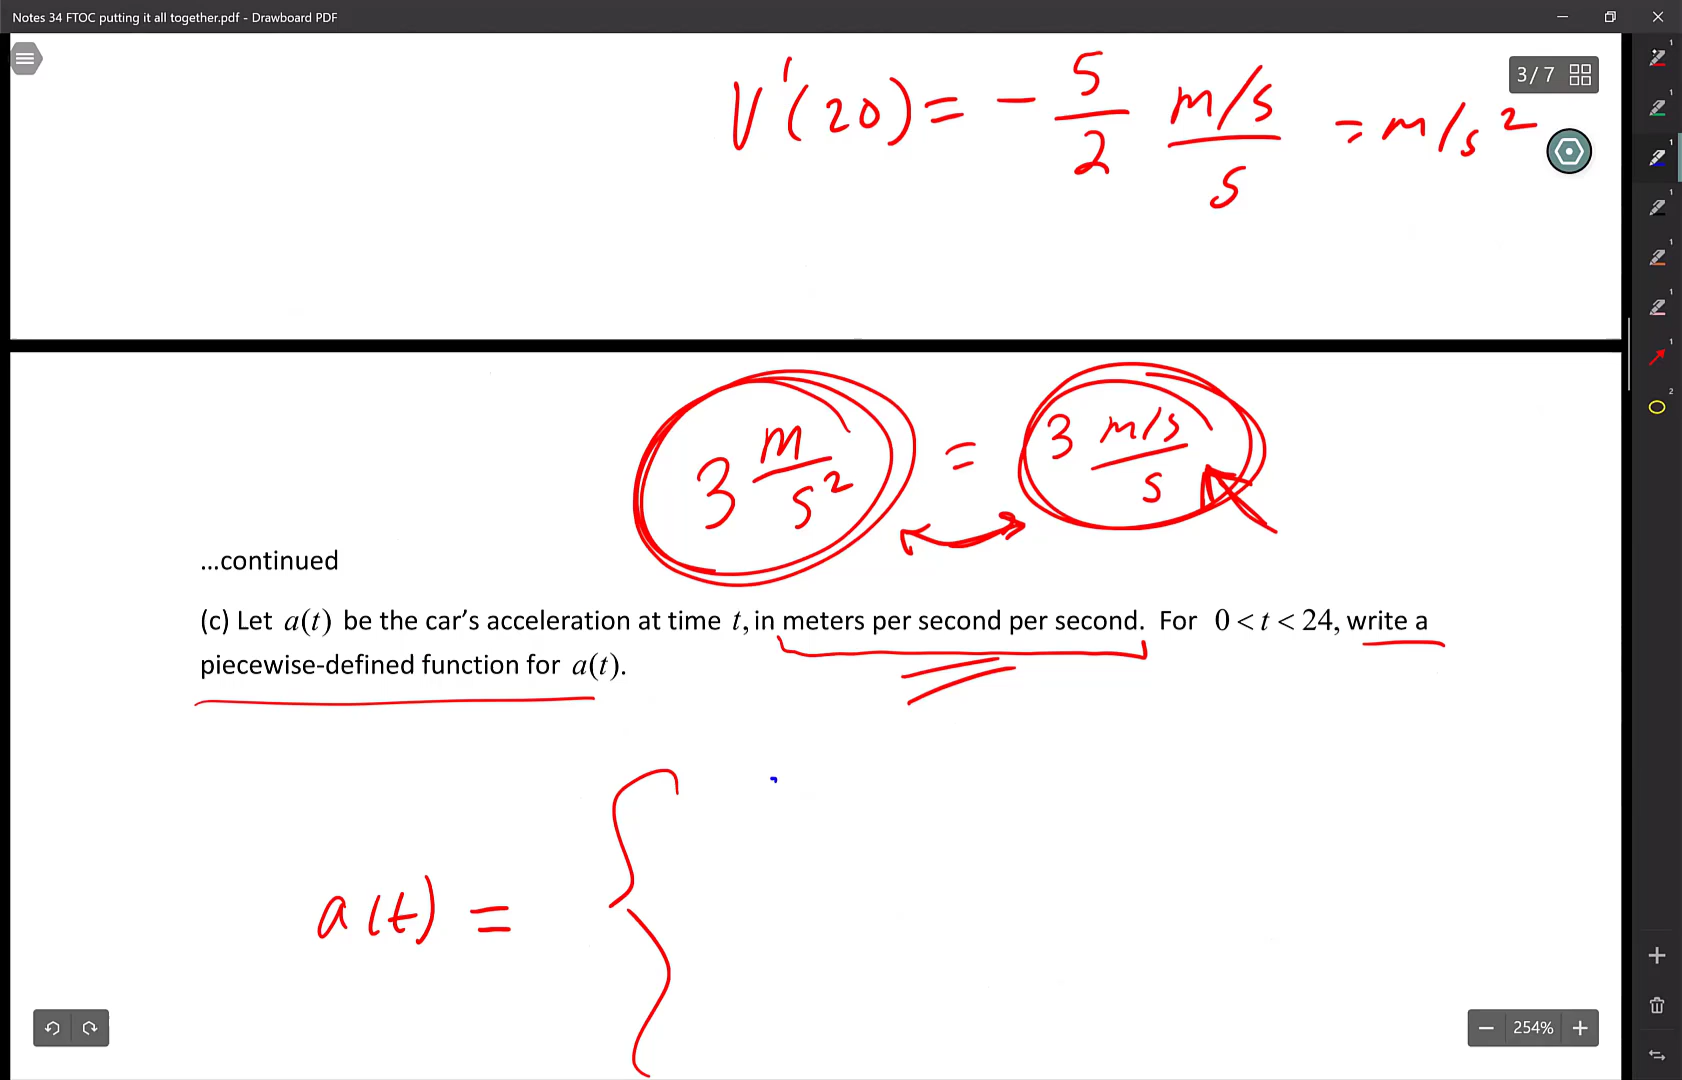 Notes 34 FTOC putting it all together.pdf - Drawboard PDF
3 / 7
V'(20) = - 5/2 m/s/s = m/s²
3 m/s² = 3 m/s/s
...continued
(c) Let a(t) be the car's acceleration at time t, in meters per second per second. For 0 < t < 24, write a
piecewise-defined function for a(t).
a(t) = {
254%